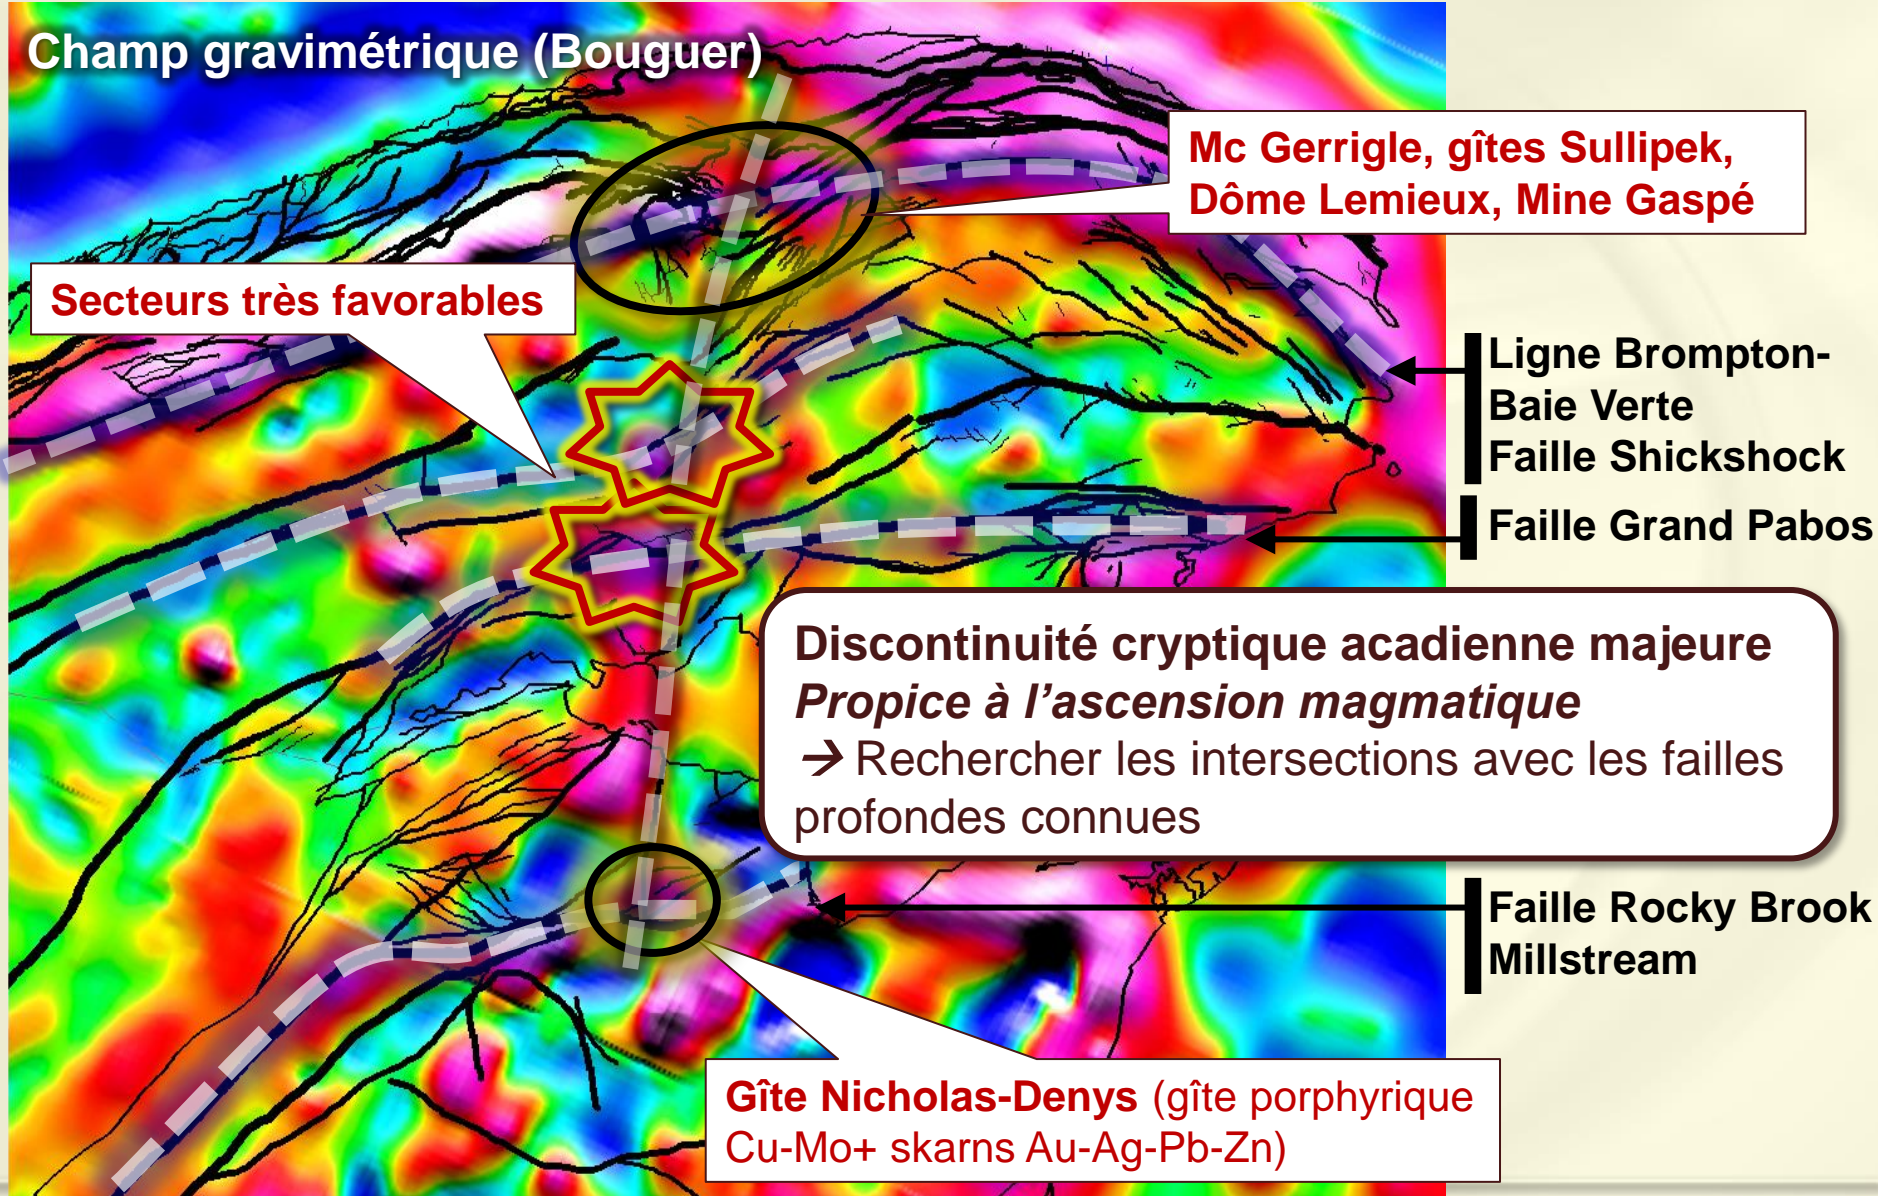 Champ gravimétrique (Bouguer)
Mc Gerrigle, gîtes Sullipek,
Dôme Lemieux, Mine Gaspé
Secteurs très favorables
Ligne Brompton-
Baie Verte
Faille Shickshock
Faille Grand Pabos
Discontinuité cryptique acadienne majeure
Propice à l’ascension magmatique
→ Rechercher les intersections avec les failles
profondes connues
Faille Rocky Brook
Millstream
Gîte Nicholas-Denys (gîte porphyrique
Cu-Mo+ skarns Au-Ag-Pb-Zn)